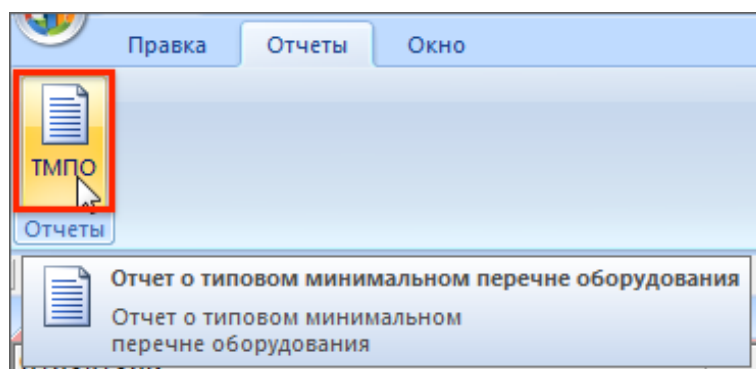 Правка Отчеты Окно
ТМПО
Отчеты
Отчет о типовом минимальном перечне оборудования
Отчет о типовом минимальном
перечне оборудования